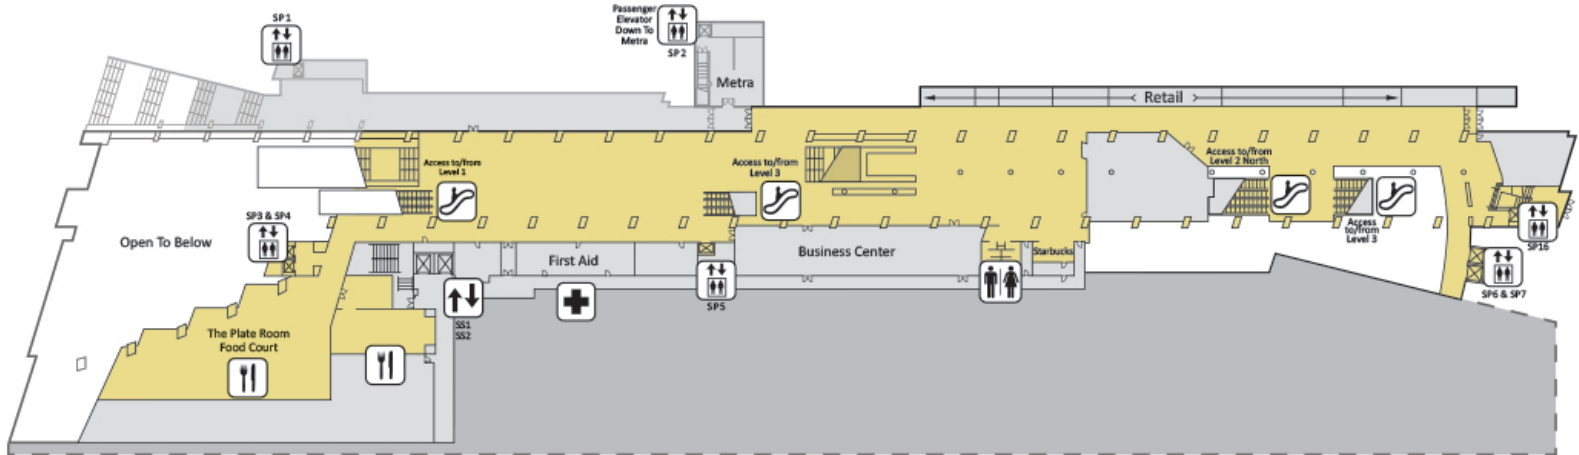 SP1
Passenger
Elevator
Down To
Metra
SP2
Metra
Retail
Access to/from
Level 1
Access to/from
Level 3
Access to/from
Level 2 North
Access
to/from
Level 3
SP3 & SP4
Open To Below
First Aid
Business Center
Starbucks
SP16
SP5
SP6 & SP7
SS1
SS2
The Plate Room
Food Court